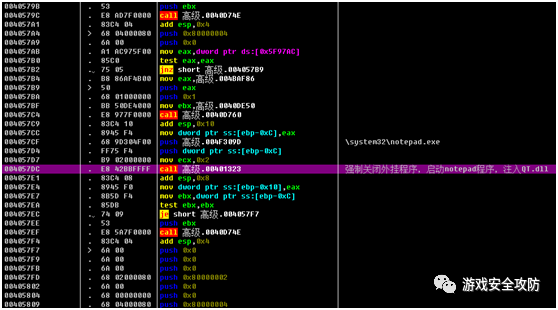 0040579B . 53 push ebx
0040579C . E8 AD7F0000 call 高级.0040D74E
004057A1 . 83C4 04 add esp,0x4
004057A4 > 68 04000080 push 0x80000004
004057A9 . 6A 00 push 0x0
004057AB . A1 AC975F00 mov eax,dword ptr ds:[0x5F97AC]
004057B0 . 85C0 test eax,eax
004057B2 . 75 05 jnz short 高级.004057B9
004057B4 . B8 86AF4B00 mov eax,高级.004BAF86
004057B9 > 50 push eax
004057BA . 68 01000000 push 0x1
004057BF . BB 50DE4000 mov ebx,高级.0040DE50
004057C4 . E8 977F0000 call 高级.0040D760
004057C9 . 83C4 10 add esp,0x10
004057CC . 8945 F4 mov dword ptr ss:[ebp-0xC],eax
004057CF . 68 9D304F00 push 高级.004F309D \system32\notepad.exe
004057D4 . FF75 F4 push dword ptr ss:[ebp-0xC]
004057D7 . B9 02000000 mov ecx,0x2
004057DC . E8 42BBFFFF call 高级.00401323 强制关闭外挂程序，启动notepad程序，注入QT.dll
004057E1 . 83C4 08 add esp,0x8
004057E4 . 8945 F0 mov dword ptr ss:[ebp-0x10],eax
004057E7 . 8B5D F4 mov ebx,dword ptr ss:[ebp-0xC]
004057EA . 85DB test ebx,ebx
004057EC . 74 09 je short 高级.004057F7
004057EE . 53 push ebx
004057EF . E8 5A7F0000 call 高级.0040D74E
004057F4 . 83C4 04 add esp,0x4
004057F7 > 6A 00 push 0x0
004057F9 . 6A 00 push 0x0
004057FB . 6A 00 push 0x0
004057FD . 68 02000080 push 0x80000002
00405802 . 6A 00 push 0x0
00405804 . 68 00000000 push 0x0
00405809 . 68 04000080 push 0x80000004
游戏安全攻防